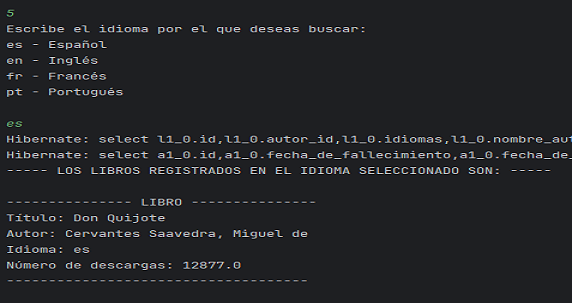 5
Escribe el idioma por el que deseas buscar:
es - Español
en - Inglés
fr - Francés
pt - Portugués
es
Hibernate: select l1_0.id,l1_0.autor_id,l1_0.idiomas,l1_0.nombre_aut
Hibernate: select a1_0.id,a1_0.fecha_de_fallecimiento,a1_0.fecha_de_
----- LOS LIBROS REGISTRADOS EN EL IDIOMA SELECCIONADO SON: -----
--------------- LIBRO ---------------
Título: Don Quijote
Autor: Cervantes Saavedra, Miguel de
Idioma: es
Número de descargas: 12877.0
------------------------------------